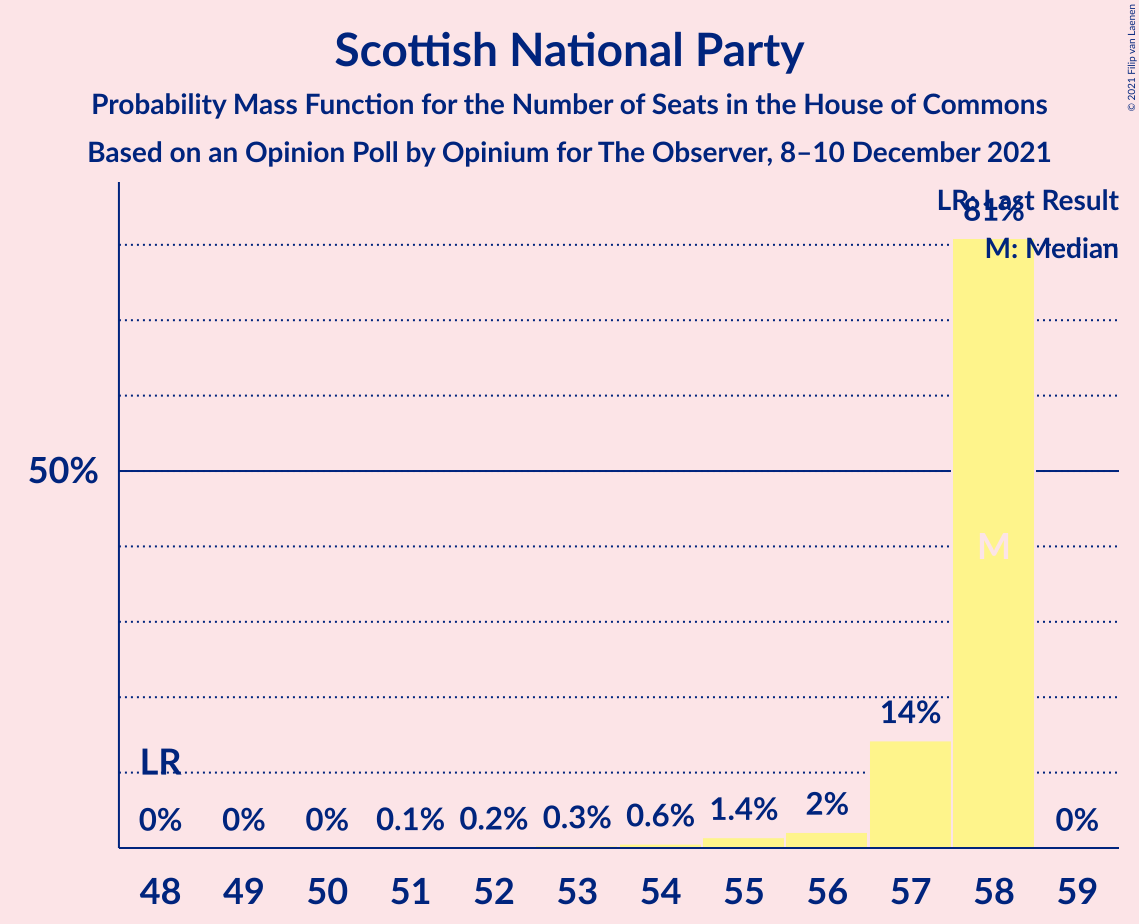 Scottish National Party
Probability Mass Function for the Number of Seats in the House of Commons
Based on an Opinion Poll by Opinium for The Observer, 8–10 December 2021
© 2021 Filip van Laenen
LR: Last Result
81%
M: Median
50%
M
14%
LR
0% 0% 0% 0.1% 0.2% 0.3% 0.6% 1.4% 2% 0%
48 49 50 51 52 53 54 55 56 57 58 59